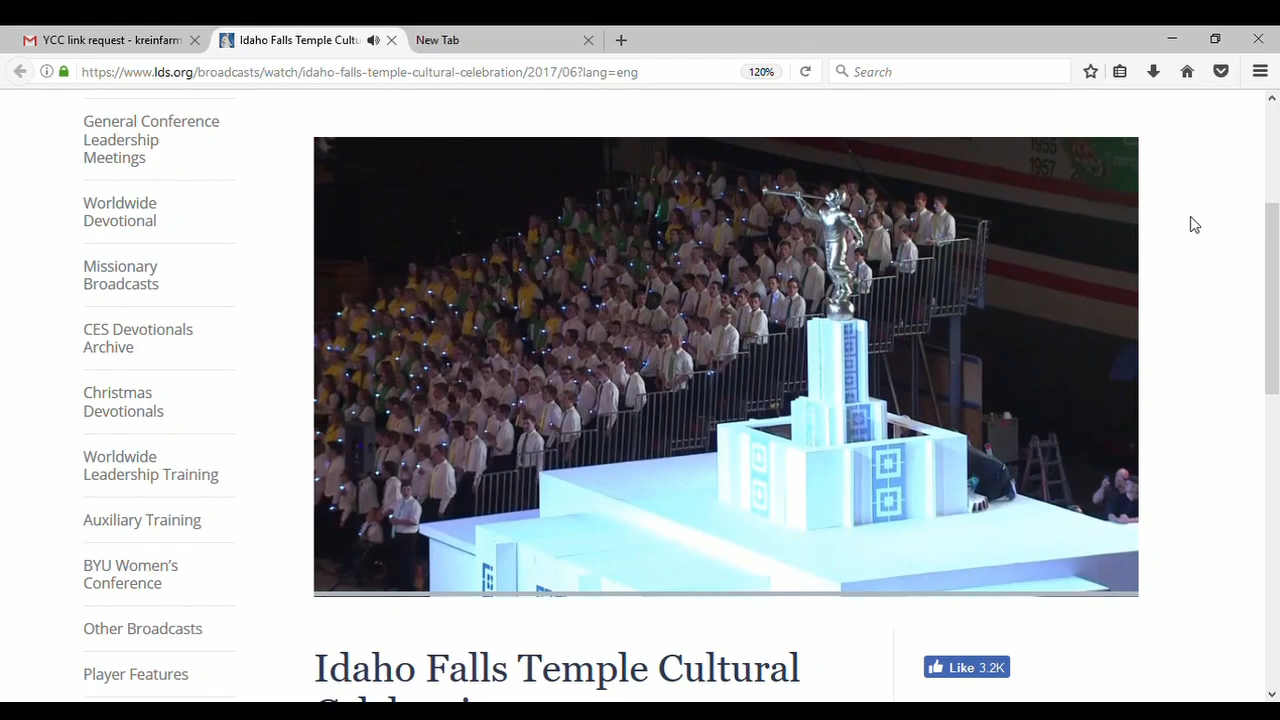 YCC link request - kreinfarm
Idaho Falls Temple Cultu
New Tab
https://www.lds.org/broadcasts/watch/idaho-falls-temple-cultural-celebration/2017/06?lang=eng
120%
Search
General Conference
Leadership
Meetings
Worldwide
Devotional
Missionary
Broadcasts
CES Devotionals
Archive
Christmas
Devotionals
Worldwide
Leadership Training
Auxiliary Training
BYU Women's
Conference
Other Broadcasts
Player Features
1955
1957
Idaho Falls Temple Cultural
Like 3.2K